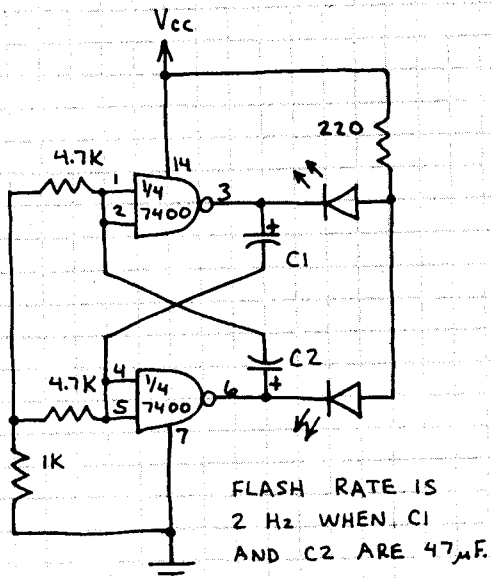 Vcc
220
4.7K
14
1
1/4
3
2
7400
+
C1
C2
4.7K
4
1/4
6
+
5
7400
7
1K
FLASH RATE IS
2 Hz WHEN C1
AND C2 ARE 47µF.